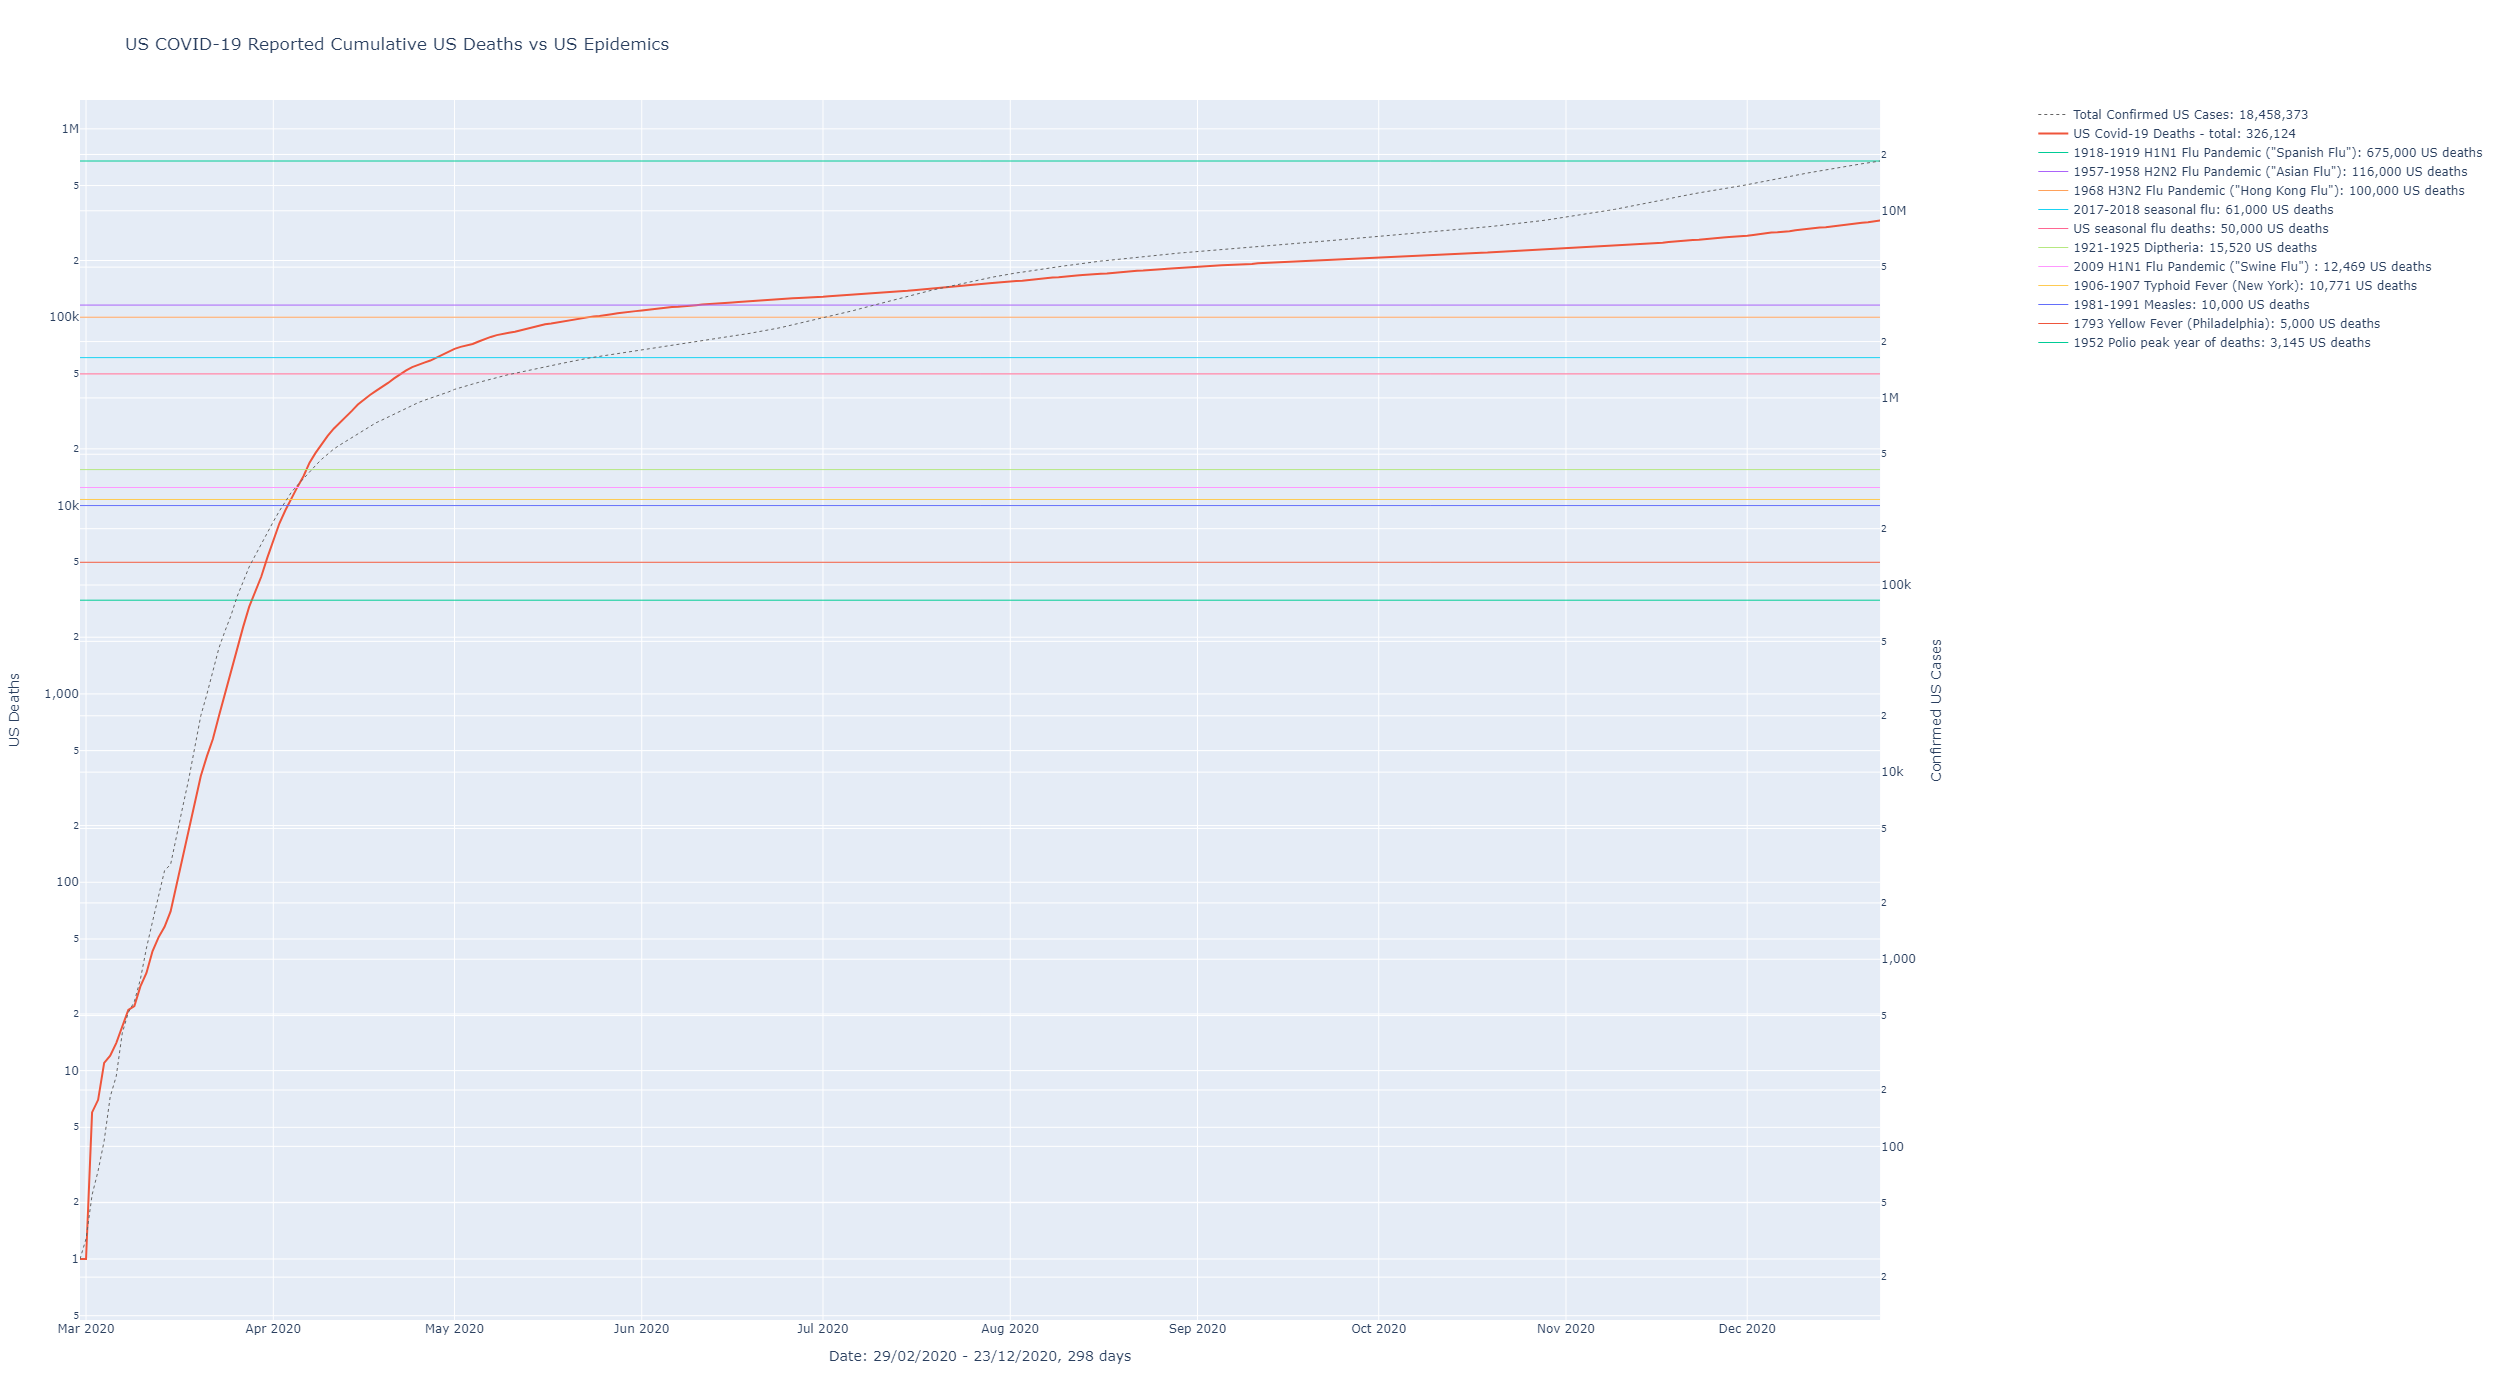 US COVID-19 Reported Cumulative US Deaths vs US Epidemics
1M
5
2
100k
5
2
10k
5
2
1,000
5
2
100
5
2
10
5
2
1
5
US Deaths
2
10M
5
2
1M
5
2
100k
5
2
10k
5
2
1,000
5
2
100
5
2
Confirmed US Cases
Mar 2020
Apr 2020
May 2020
Jun 2020
Jul 2020
Aug 2020
Sep 2020
Oct 2020
Nov 2020
Dec 2020
Date: 29/02/2020 - 23/12/2020, 298 days
Total Confirmed US Cases: 18,458,373
US Covid-19 Deaths - total: 326,124
1918-1919 H1N1 Flu Pandemic ("Spanish Flu"): 675,000 US deaths
1957-1958 H2N2 Flu Pandemic ("Asian Flu"): 116,000 US deaths
1968 H3N2 Flu Pandemic ("Hong Kong Flu"): 100,000 US deaths
2017-2018 seasonal flu: 61,000 US deaths
US seasonal flu deaths: 50,000 US deaths
1921-1925 Diptheria: 15,520 US deaths
2009 H1N1 Flu Pandemic ("Swine Flu") : 12,469 US deaths
1906-1907 Typhoid Fever (New York): 10,771 US deaths
1981-1991 Measles: 10,000 US deaths
1793 Yellow Fever (Philadelphia): 5,000 US deaths
1952 Polio peak year of deaths: 3,145 US deaths